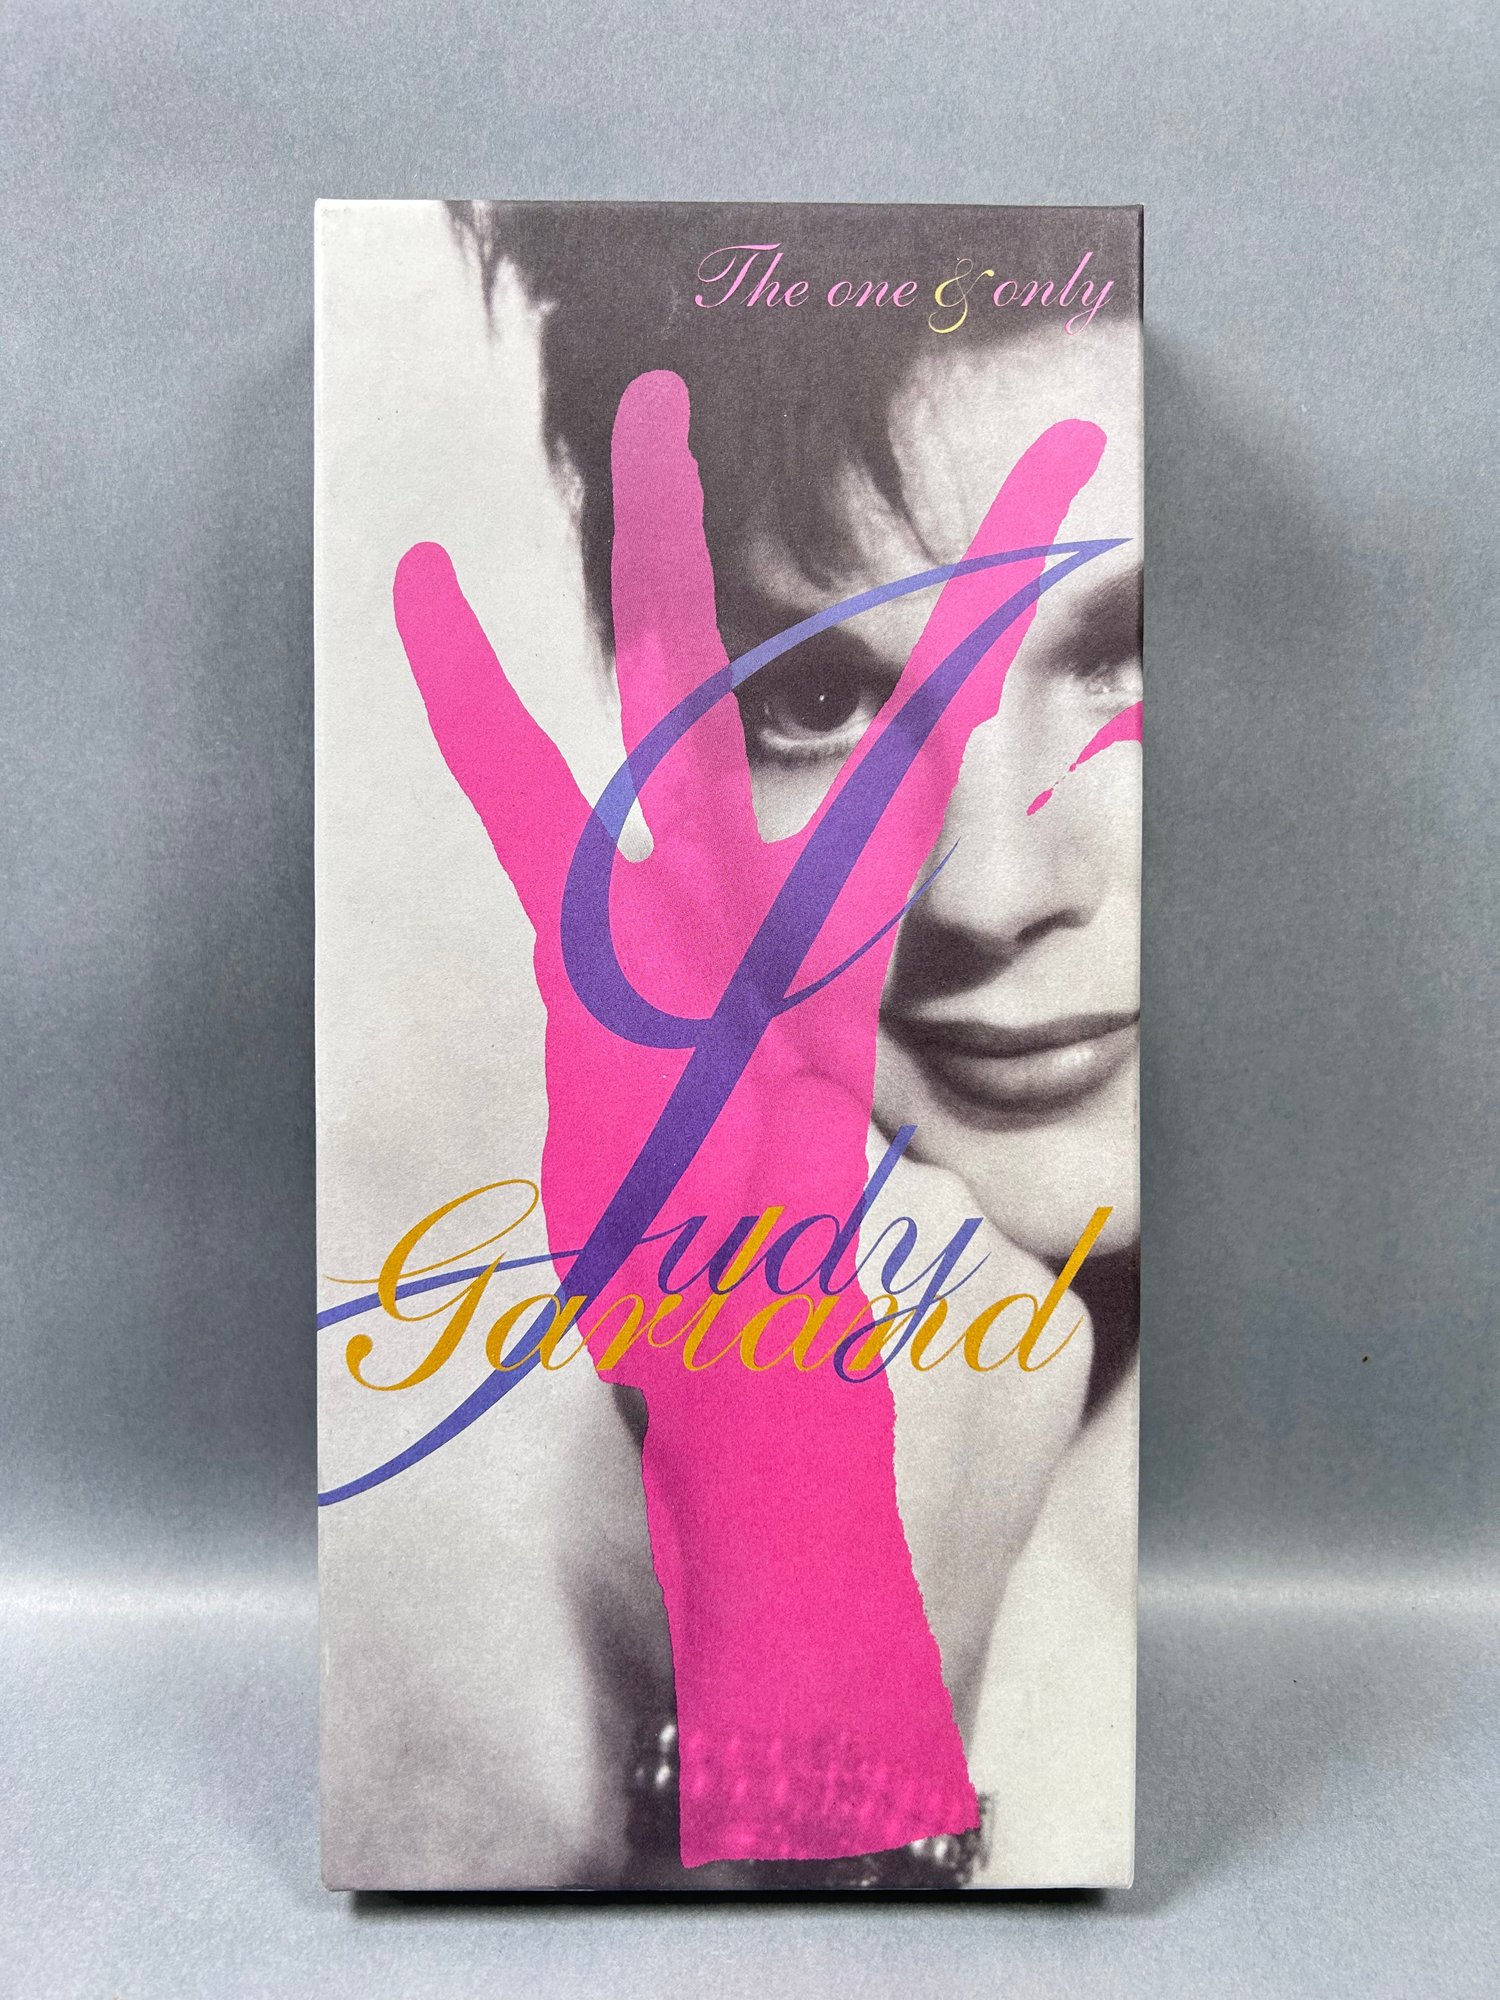 The one & only
Judy
Garland